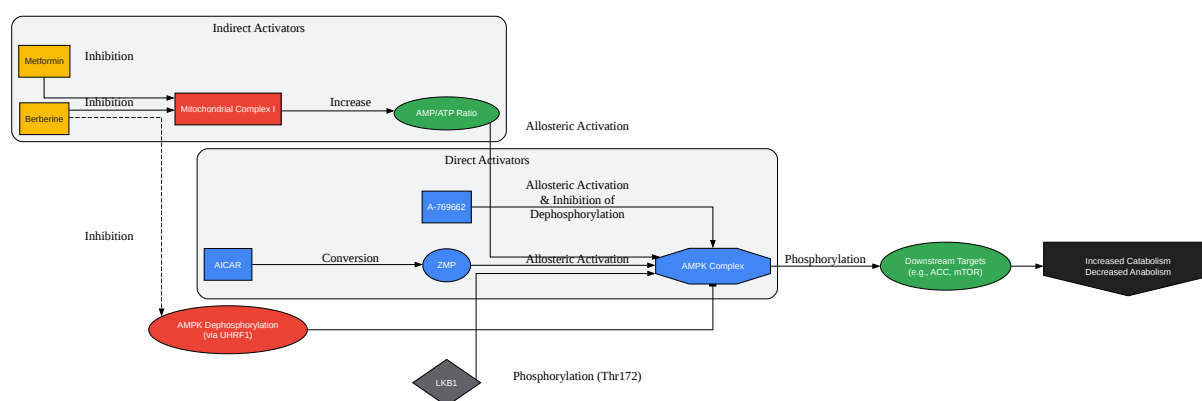 Indirect Activators
Metformin
Inhibition
Berberine
Inhibition
Mitochondrial Complex I
Increase
AMP/ATP Ratio
Allosteric Activation
Direct Activators
A-769662
Allosteric Activation
& Inhibition of
Dephosphorylation
Inhibition
AICAR
Conversion
ZMP
Allosteric Activation
AMPK Complex
Phosphorylation
Downstream Targets
(e.g., ACC, mTOR)
Increased Catabolism
Decreased Anabolism
AMPK Dephosphorylation
(via UHRF1)
LKB1
Phosphorylation (Thr172)